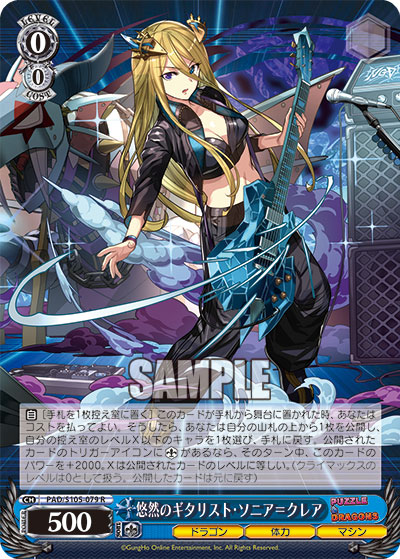 LEVEL
0
0
COST
SAMPLE
自 [手札を1枚控え室に置く] このカードが手札から舞台に置かれた時、あなたは
コストを払ってよい。そうしたら、あなたは自分の山札の上から1枚を公開し、
自分の控え室のレベルX以下のキャラを1枚選び、手札に戻す。公開された
カードのトリガーアイコンに があるなら、そのターン中、このカードの
パワーを+2000。Xは公開されたカードのレベルに等しい。(クライマックスの
レベルは0として扱う。公開したカードは元に戻す)
CH PAD/S105-079 R
悠然のギタリスト・ソニア=クレア
PUZZLE & DRAGONS
500
ドラゴン
体力
マシン
©GungHo Online Entertainment, Inc. All Rights Reserved.